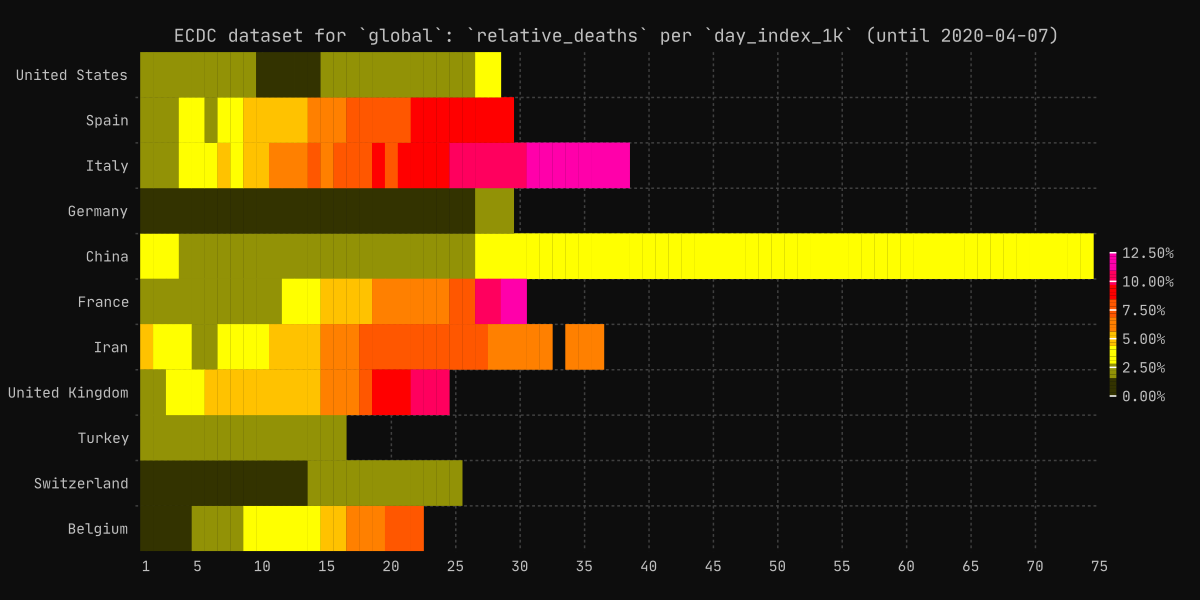 ECDC dataset for `global`: `relative_deaths` per `day_index_1k` (until 2020-04-07)
United States
Spain
Italy
Germany
China
France
Iran
United Kingdom
Turkey
Switzerland
Belgium
1 5 10 15 20 25 30 35 40 45 50 55 60 65 70 75
12.50%
10.00%
7.50%
5.00%
2.50%
0.00%